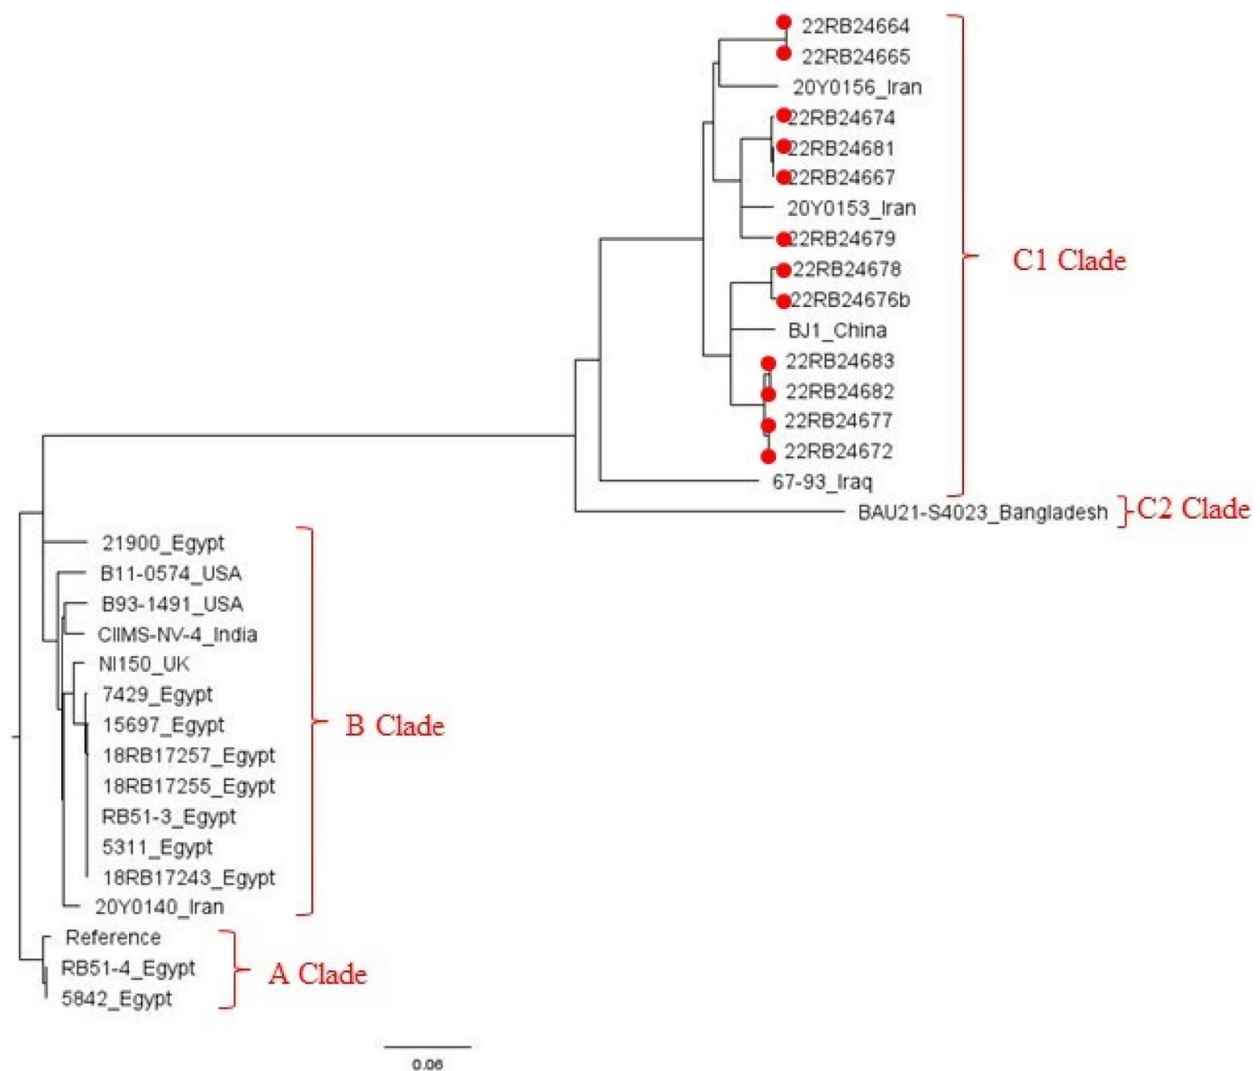 22RB24664
22RB24665
20Y0156_Iran
22RB24674
22RB24681
22RB24667
20Y0153_Iran
22RB24679
22RB24678
22RB24676b
BJ1_China
22RB24683
22RB24682
22RB24677
22RB24672
67-93_Iraq
C1 Clade
BAU21-S4023_Bangladesh
C2 Clade
21900_Egypt
B11-0574_USA
B93-1491_USA
CIIMS-NV-4_India
NI150_UK
7429_Egypt
15697_Egypt
18RB17257_Egypt
18RB17255_Egypt
RB51-3_Egypt
5311_Egypt
18RB17243_Egypt
20Y0140_Iran
B Clade
Reference
RB51-4_Egypt
5842_Egypt
A Clade
0.06